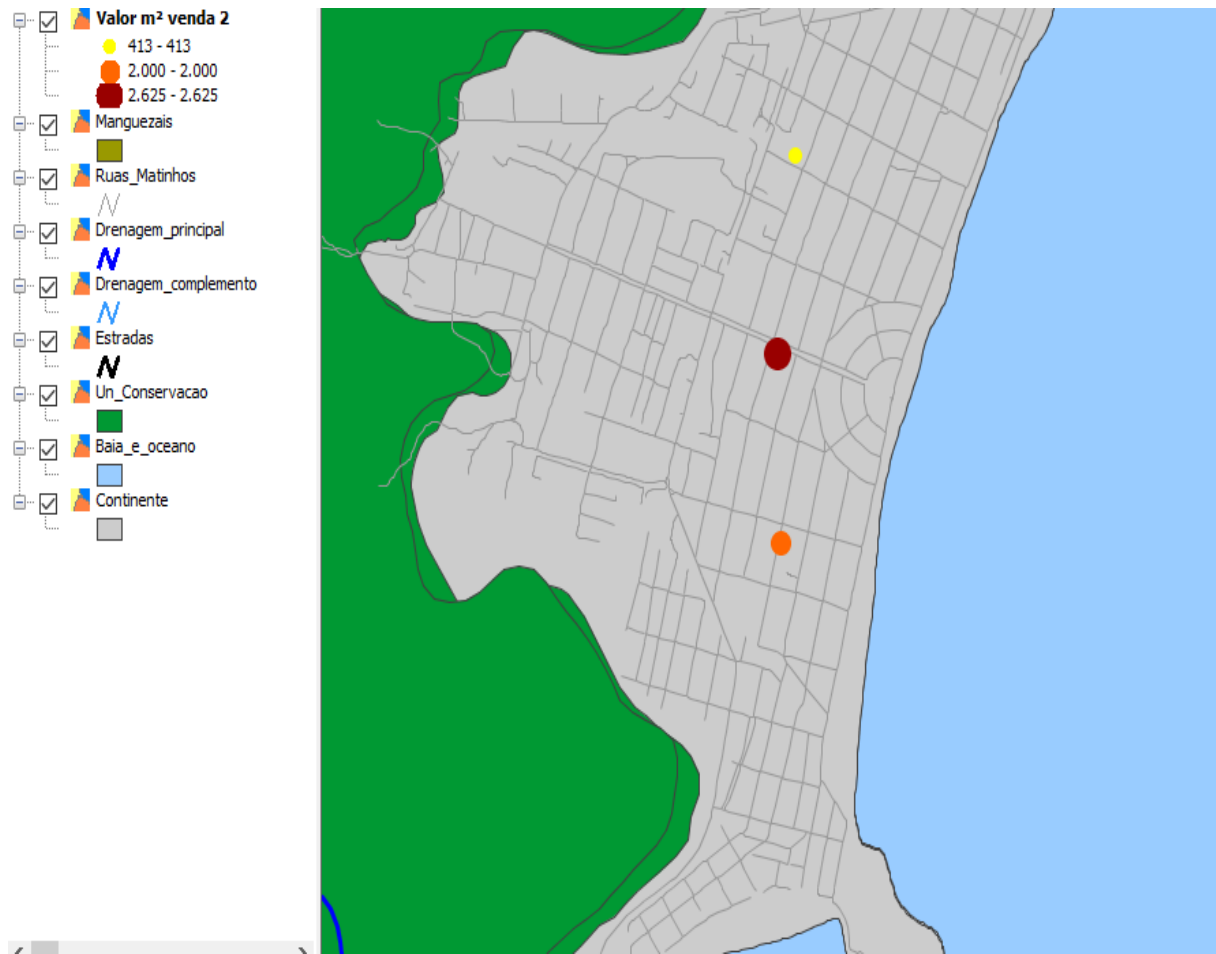 Valor m² venda 2
413 - 413
2.000 - 2.000
2.625 - 2.625
Manguezais
Ruas_Matinhos
Drenagem_principal
Drenagem_complemento
Estradas
Un_Conservacao
Baia_e_oceano
Continente